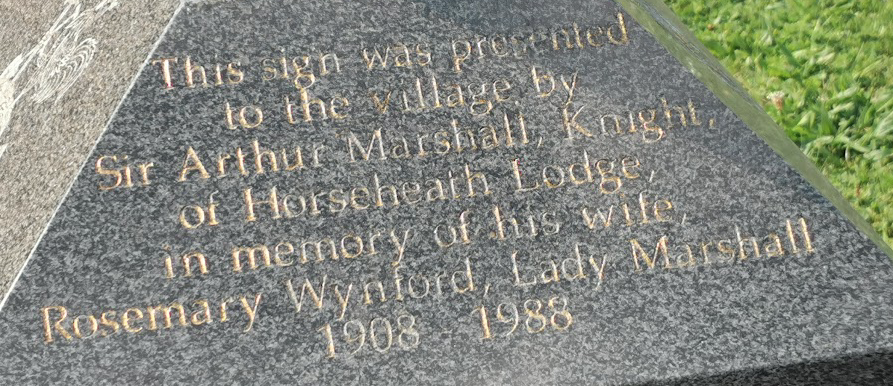 This sign was presented
to the village by
Sir Arthur Marshall, Knight,
of Horseheath Lodge,
in memory of his wife,
Rosemary Wynford, Lady Marshall
1908 - 1988